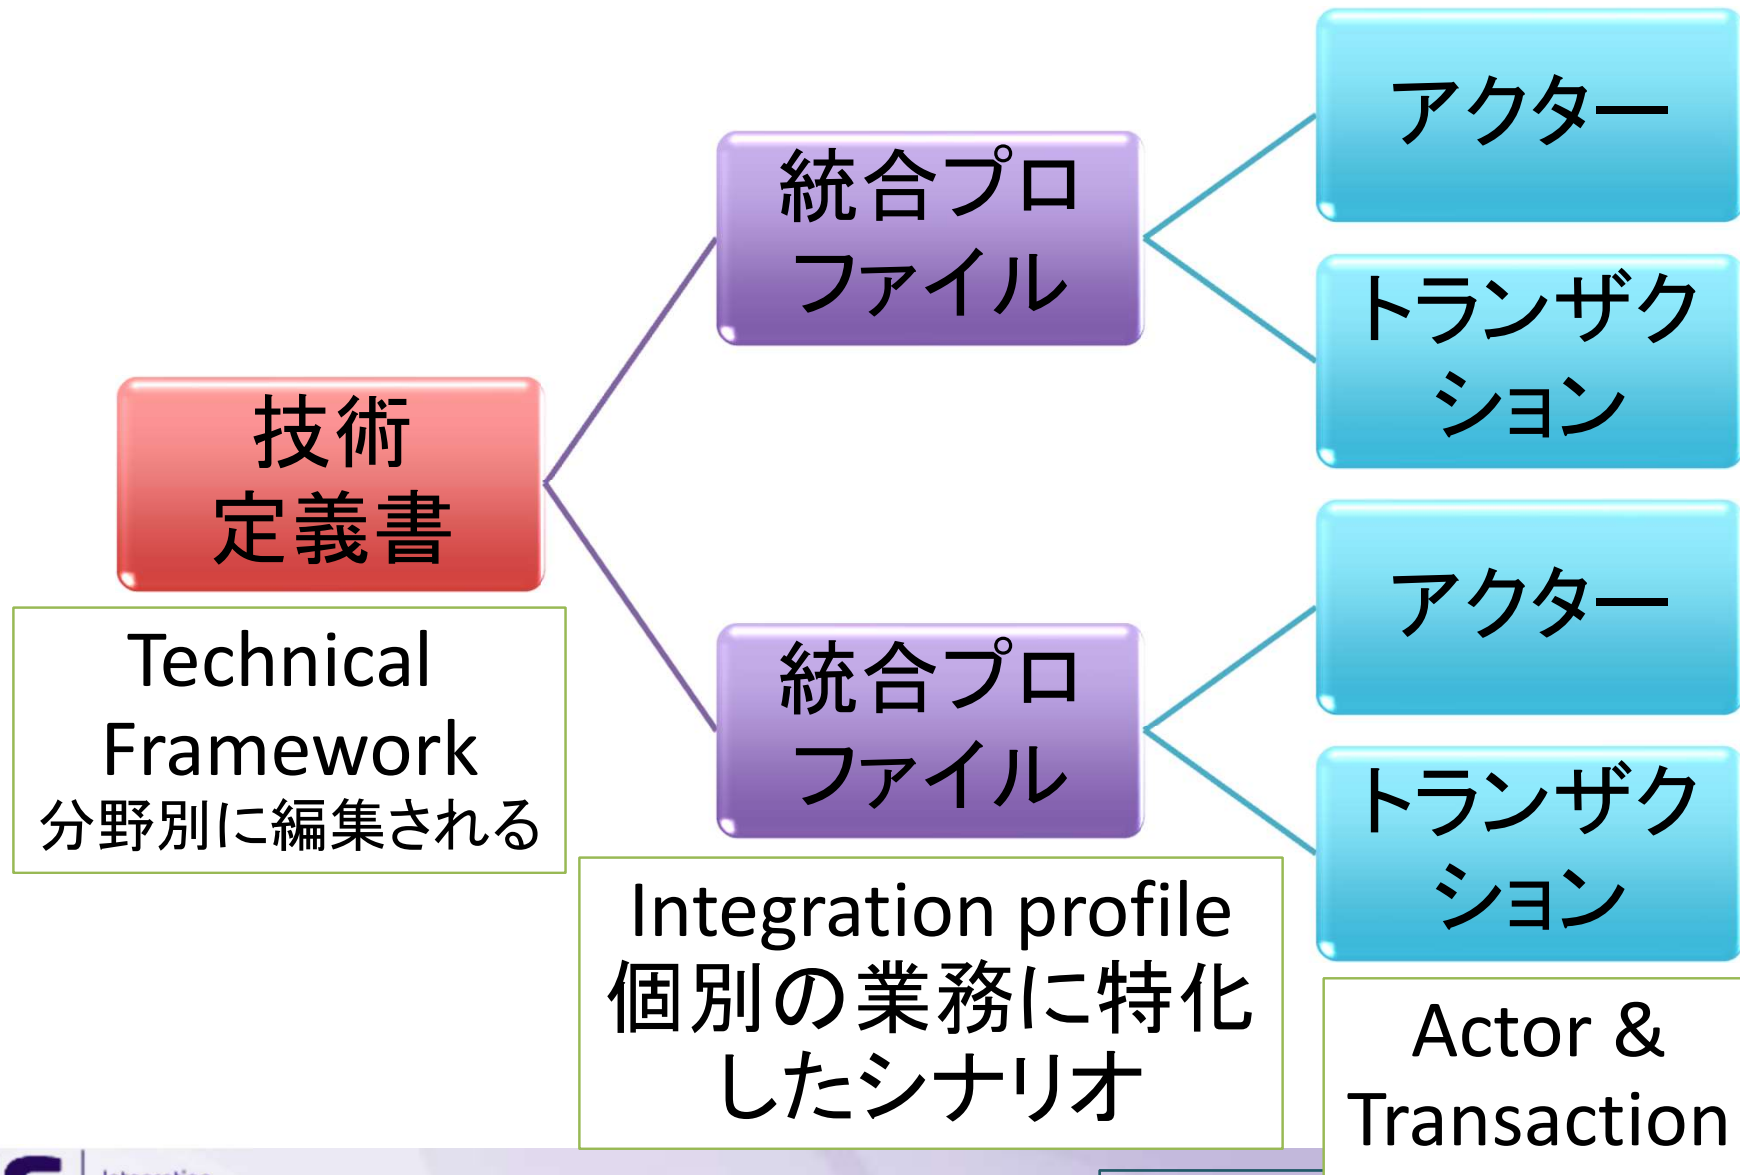 アクター
統合プロ
ファイル
トランザク
ション
技術
定義書
アクター
Technical
Framework
分野別に編集される
統合プロ
ファイル
トランザク
ション
Integration profile
個別の業務に特化
したシナリオ
Actor &
Transaction